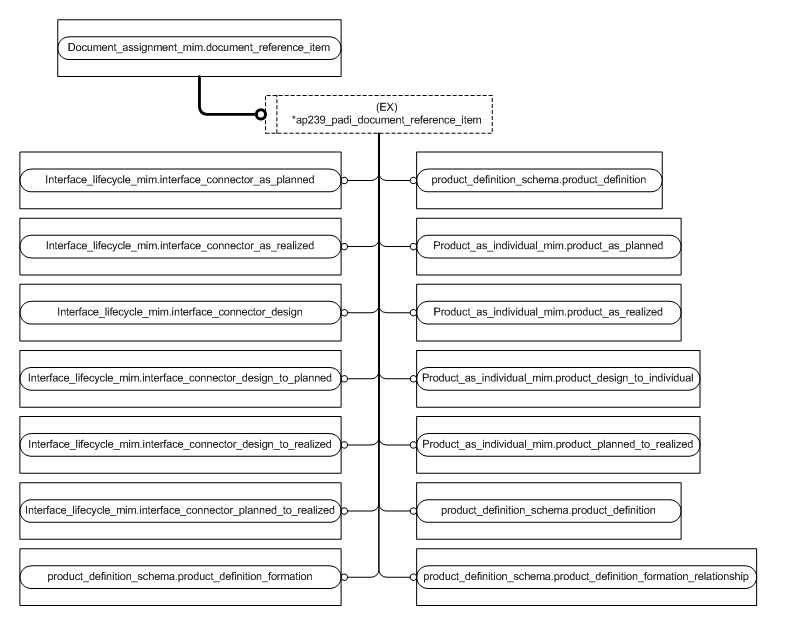 Document_assignment_mim.document_reference_item
(EX)
*ap239_padi_document_reference_item
Interface_lifecycle_mim.interface_connector_as_planned
product_definition_schema.product_definition
Interface_lifecycle_mim.interface_connector_as_realized
Product_as_individual_mim.product_as_planned
Interface_lifecycle_mim.interface_connector_design
Product_as_individual_mim.product_as_realized
Interface_lifecycle_mim.interface_connector_design_to_planned
Product_as_individual_mim.product_design_to_individual
Interface_lifecycle_mim.interface_connector_design_to_realized
Product_as_individual_mim.product_planned_to_realized
Interface_lifecycle_mim.interface_connector_planned_to_realized
product_definition_schema.product_definition
product_definition_schema.product_definition_formation
product_definition_schema.product_definition_formation_relationship